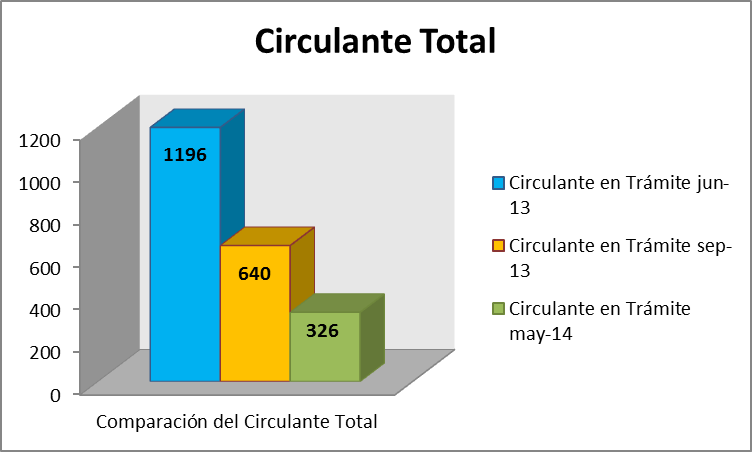 Circulante Total
1200
1000
800
600
400
200
0
1196
640
326
Comparación del Circulante Total
Circulante en Trámite jun-
13
Circulante en Trámite sep-
13
Circulante en Trámite
may-14